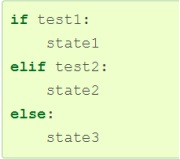 if test1:
    state1
elif test2:
    state2
else:
    state3